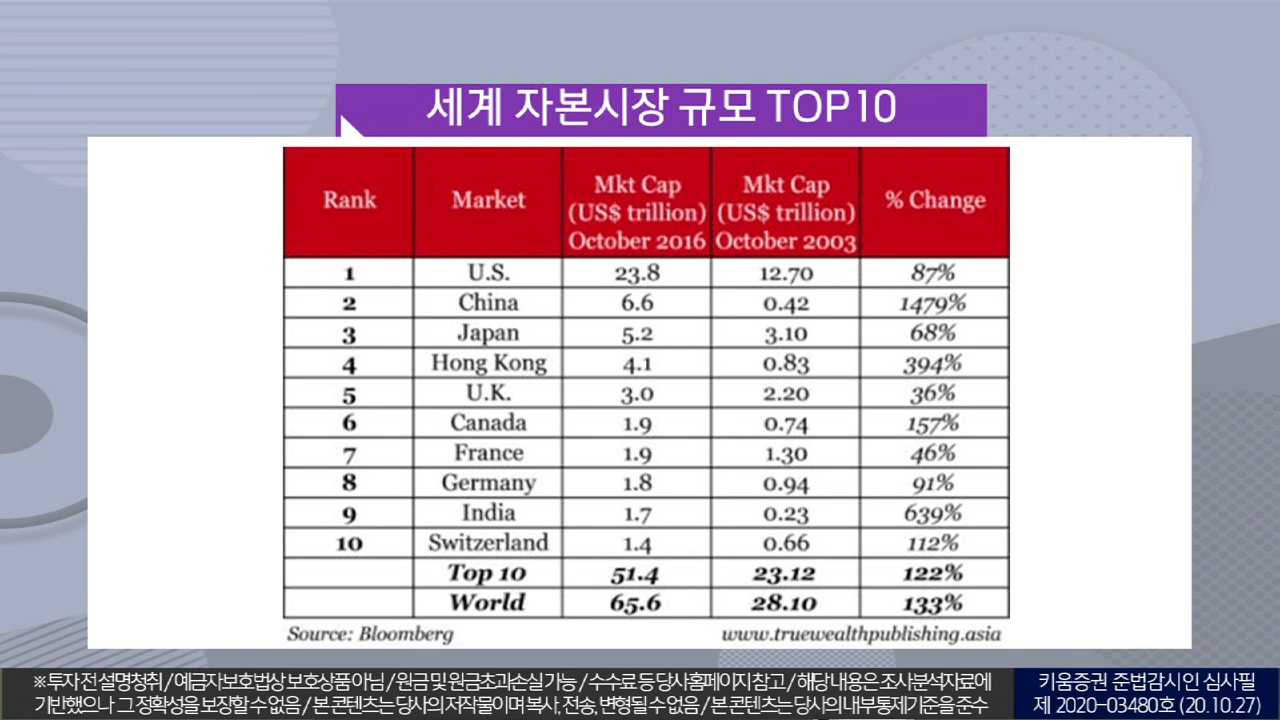 세계 자본시장 규모 TOP10
Rank Market Mkt Cap (US$ trillion) October 2016 Mkt Cap (US$ trillion) October 2003 % Change
1 U.S. 23.8 12.70 87%
2 China 6.6 0.42 1479%
3 Japan 5.2 3.10 68%
4 Hong Kong 4.1 0.83 394%
5 U.K. 3.0 2.20 36%
6 Canada 1.9 0.74 157%
7 France 1.9 1.30 46%
8 Germany 1.8 0.94 91%
9 India 1.7 0.23 639%
10 Switzerland 1.4 0.66 112%
Top 10 51.4 23.12 122%
World 65.6 28.10 133%
Source: Bloomberg www.truewealthpublishing.asia
※투자 전 설명청취 / 예금자보호법상 보호상품 아님 / 원금 및 원금초과손실 가능 / 수수료 등 당사홈페이지 참고 / 해당 내용은 조사분석자료에
기반했으나 그 정확성을 보장할 수 없음 / 본 콘텐츠는 당사의 저작물이며 복사, 전송, 변형될 수 없음 / 본 콘텐츠는 당사의 내부통제기준을 준수
키움증권 준법감시인 심사필
제 2020-03480호 (20.10.27)